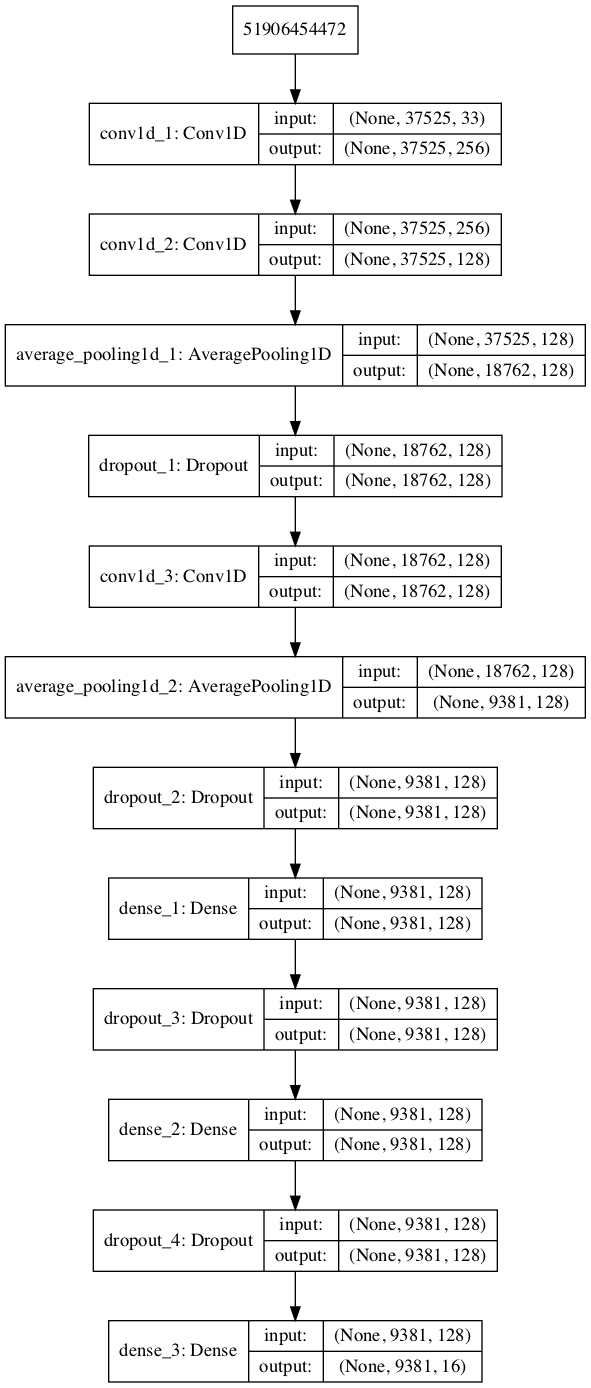 51906454472
conv1d_1: Conv1D
input: (None, 37525, 33)
output: (None, 37525, 256)
conv1d_2: Conv1D
input: (None, 37525, 256)
output: (None, 37525, 128)
average_pooling1d_1: AveragePooling1D
input: (None, 37525, 128)
output: (None, 18762, 128)
dropout_1: Dropout
input: (None, 18762, 128)
output: (None, 18762, 128)
conv1d_3: Conv1D
input: (None, 18762, 128)
output: (None, 18762, 128)
average_pooling1d_2: AveragePooling1D
input: (None, 18762, 128)
output: (None, 9381, 128)
dropout_2: Dropout
input: (None, 9381, 128)
output: (None, 9381, 128)
dense_1: Dense
input: (None, 9381, 128)
output: (None, 9381, 128)
dropout_3: Dropout
input: (None, 9381, 128)
output: (None, 9381, 128)
dense_2: Dense
input: (None, 9381, 128)
output: (None, 9381, 128)
dropout_4: Dropout
input: (None, 9381, 128)
output: (None, 9381, 128)
dense_3: Dense
input: (None, 9381, 128)
output: (None, 9381, 16)